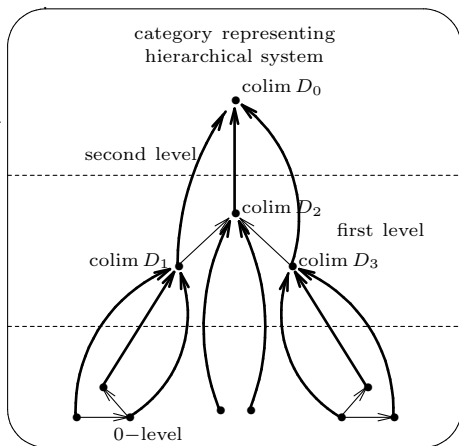 category representing
hierarchical system
colim D₀
second level
colim D₂
first level
colim D₁
colim D₃
0−level